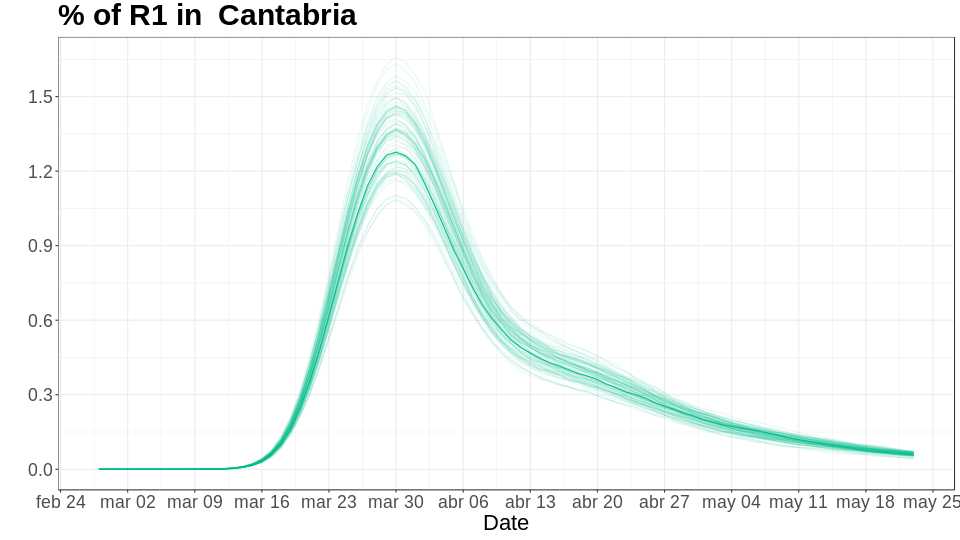 % of R1 in  Cantabria
1.5
1.2
0.9
0.6
0.3
0.0
feb 24 mar 02 mar 09 mar 16 mar 23 mar 30 abr 06 abr 13 abr 20 abr 27 may 04 may 11 may 18 may 25
Date